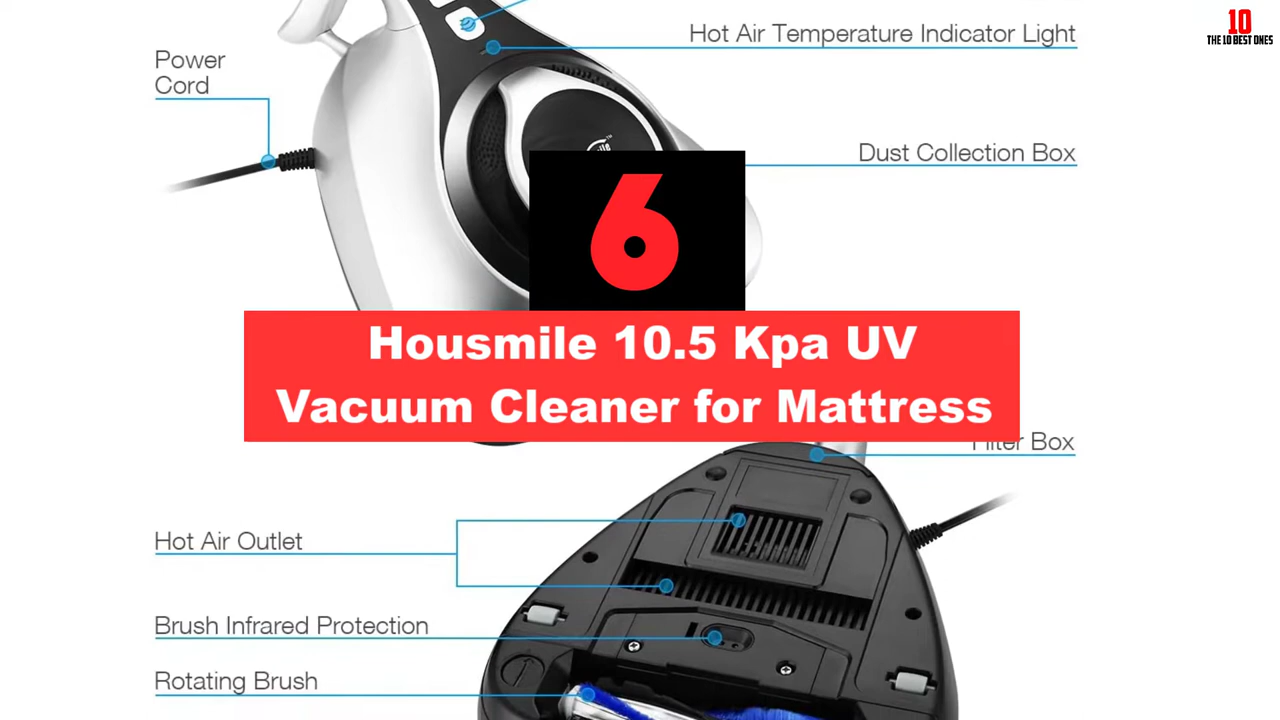 10
THE 10 BEST ONES
Hot Air Temperature Indicator Light
Power
Cord
Dust Collection Box
6
Housmile 10.5 Kpa UV
Vacuum Cleaner for Mattress
Filter Box
Hot Air Outlet
Brush Infrared Protection
Rotating Brush